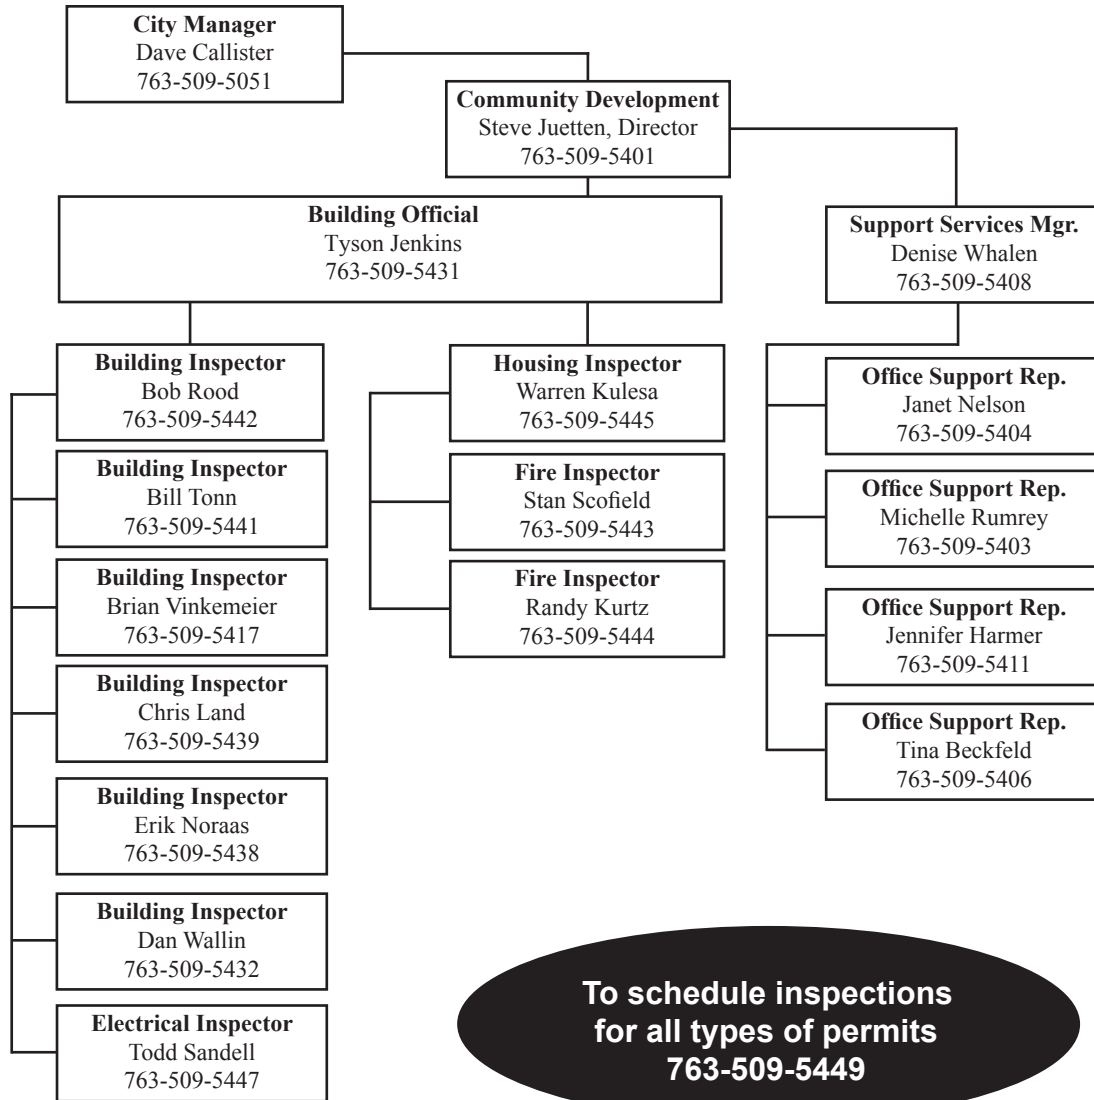 City Manager
Dave Callister
763-509-5051
Community Development
Steve Juetten, Director
763-509-5401
Building Official
Tyson Jenkins
763-509-5431
Support Services Mgr.
Denise Whalen
763-509-5408
Building Inspector
Bob Rood
763-509-5442
Building Inspector
Bill Tonn
763-509-5441
Building Inspector
Brian Vinkemeier
763-509-5417
Building Inspector
Chris Land
763-509-5439
Building Inspector
Erik Noraas
763-509-5438
Building Inspector
Dan Wallin
763-509-5432
Electrical Inspector
Todd Sandell
763-509-5447
Housing Inspector
Warren Kulesa
763-509-5445
Fire Inspector
Stan Scofield
763-509-5443
Fire Inspector
Randy Kurtz
763-509-5444
Office Support Rep.
Janet Nelson
763-509-5404
Office Support Rep.
Michelle Rumrey
763-509-5403
Office Support Rep.
Jennifer Harmer
763-509-5411
Office Support Rep.
Tina Beckfeld
763-509-5406
To schedule inspections
for all types of permits
763-509-5449